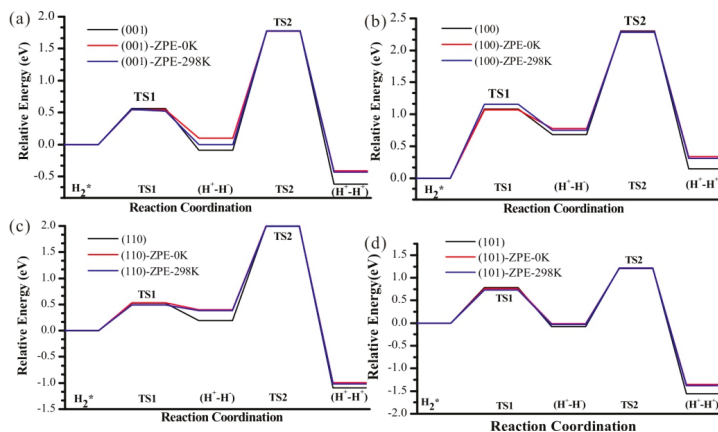 (a)
2.0
1.5
1.0
0.5
0.0
-0.5
Relative Energy (eV)
(001)
(001)-ZPE-0K
(001)-ZPE-298K
TS1
TS2
H₂* TS1 (H⁺-H⁻) TS2 (H⁺-H⁺)
Reaction Coordination
(b)
2.5
2.0
1.5
1.0
0.5
0.0
Relative Energy (eV)
(100)
(100)-ZPE-0K
(100)-ZPE-298K
TS1
TS2
H₂* TS1 (H⁺-H⁻) TS2 (H⁺-H⁺)
Reaction Coordination
(c)
2.0
1.5
1.0
0.5
0.0
-0.5
-1.0
-1.5
Relative Energy (eV)
(110)
(110)-ZPE-0K
(110)-ZPE-298K
TS1
TS2
H₂* TS1 (H⁺-H⁻) TS2 (H⁺-H⁺)
Reaction Coordination
(d)
1.5
1.0
0.5
0.0
-0.5
-1.0
-1.5
-2.0
Relative Energy(eV)
(101)
(101)-ZPE-0K
(101)-ZPE-298K
TS1
TS2
H₂* TS1 (H⁺-H⁻) TS2 (H⁺-H⁺)
Reaction Coordination